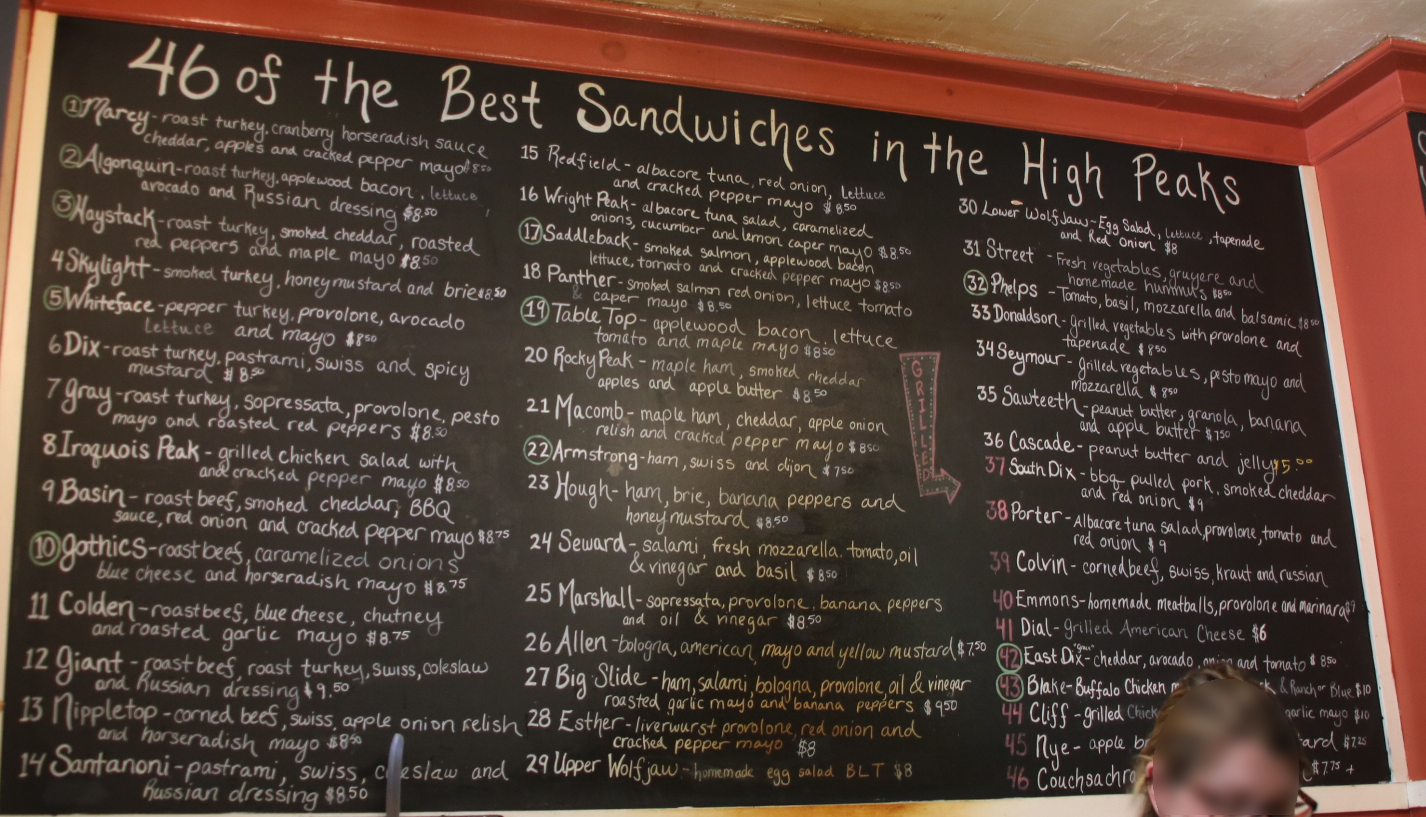 46 of the Best Sandwiches in the High Peaks
1 Marcy - roast turkey, cranberry horseradish sauce
cheddar, apples and cracked pepper mayo $8.50
2 Algonquin - roast turkey, applewood bacon, lettuce
avocado and Russian dressing $8.50
3 Haystack - roast turkey, smoked cheddar, roasted
red peppers and maple mayo $8.50
4 Skylight - smoked turkey, honey mustard and brie $8.50
5 Whiteface - pepper turkey, provolone, avocado
lettuce and mayo $8.50
6 Dix - roast turkey, pastrami, swiss and spicy
mustard $8.50
7 Gray - roast turkey, sopressata, provolone, pesto
mayo and roasted red peppers $8.50
8 Iroquois Peak - grilled chicken salad with
and cracked pepper mayo $8.50
9 Basin - roast beef, smoked cheddar, BBQ
sauce, red onion and cracked pepper mayo $8.75
10 Gothics - roast beef, caramelized onions
blue cheese and horseradish mayo $8.75
11 Colden - roast beef, blue cheese, chutney
and roasted garlic mayo $8.75
12 Giant - roast beef, roast turkey, swiss, coleslaw
and Russian dressing $9.50
13 Nippletop - corned beef, swiss, apple onion relish
and horseradish mayo $8.50
14 Santanoni - pastrami, swiss, coleslaw and
Russian dressing $8.50
15 Redfield - albacore tuna, red onion, lettuce
and cracked pepper mayo $8.50
16 Wright Peak - albacore tuna salad, caramelized
onions, cucumber and lemon caper mayo $8.50
17 Saddleback - smoked salmon, applewood bacon
lettuce, tomato and cracked pepper mayo $8.50
18 Panther - smoked salmon red onion, lettuce tomato
& caper mayo $8.50
19 Table Top - applewood bacon, lettuce
tomato and maple mayo $8.50
20 Rocky Peak - maple ham, smoked cheddar
apples and apple butter $8.50
21 Macomb - maple ham, cheddar, apple onion
relish and cracked pepper mayo $8.50
22 Armstrong - ham, swiss and dijon $7.50
23 Hough - ham, brie, banana peppers and
honey mustard $8.50
24 Seward - salami, fresh mozzarella, tomato, oil
& vinegar and basil $8.50
25 Marshall - sopressata, provolone, banana peppers
and oil & vinegar $8.50
26 Allen - bologna, american, mayo and yellow mustard $7.50
27 Big Slide - ham, salami, bologna, provolone, oil & vinegar
roasted garlic mayo and banana peppers $9.50
28 Esther - liverwurst provolone, red onion and
cracked pepper mayo $8
29 Upper Wolfjaw - homemade egg salad BLT $8
GRILLED
30 Lower Wolfjaw - Egg Salad, lettuce, tapenade
and Red Onion $8
31 Street - Fresh vegetables, gruyere and
homemade hummus $8.50
32 Phelps - Tomato, basil, mozzarella and balsamic $8.50
33 Donaldson - grilled vegetables with provolone and
tapenade $8.50
34 Seymour - grilled vegetables, pesto mayo and
mozzarella $8.50
35 Sawteeth - peanut butter, granola, banana
and apple butter $7.50
36 Cascade - peanut butter and jelly $5.00
37 South Dix - bbq pulled pork, smoked cheddar
and red onion $9
38 Porter - Albacore tuna salad, provolone, tomato and
red onion $9
39 Colvin - corned beef, swiss, kraut and russian
40 Emmons - homemade meatballs, provolone and marinara $9
41 Dial - grilled American Cheese $6
42 East Dix - cheddar, avocado, onion and tomato $8.50
43 Blake - Buffalo Chicken & Ranch or Blue $10
44 Cliff - grilled garlic mayo $10
45 Nye - apple $7.25
46 Couchsachra $7.75 +